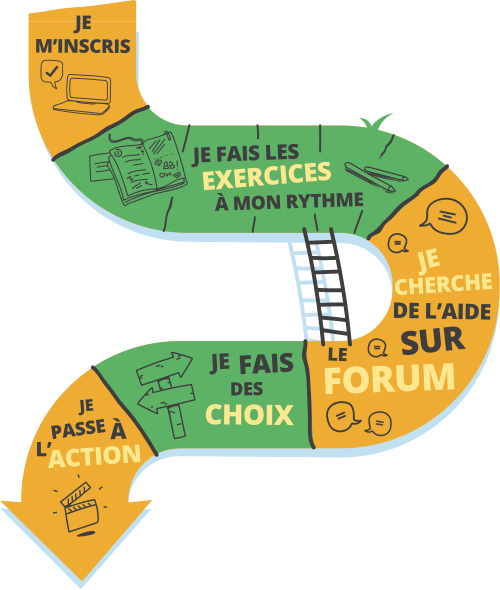 JE
M'INSCRIS
JE FAIS LES
EXERCICES
À MON RYTHME
JE
CHERCHE
DE L'AIDE
SUR
LE
FORUM
JE FAIS
DES
CHOIX
JE
PASSE À
L'ACTION